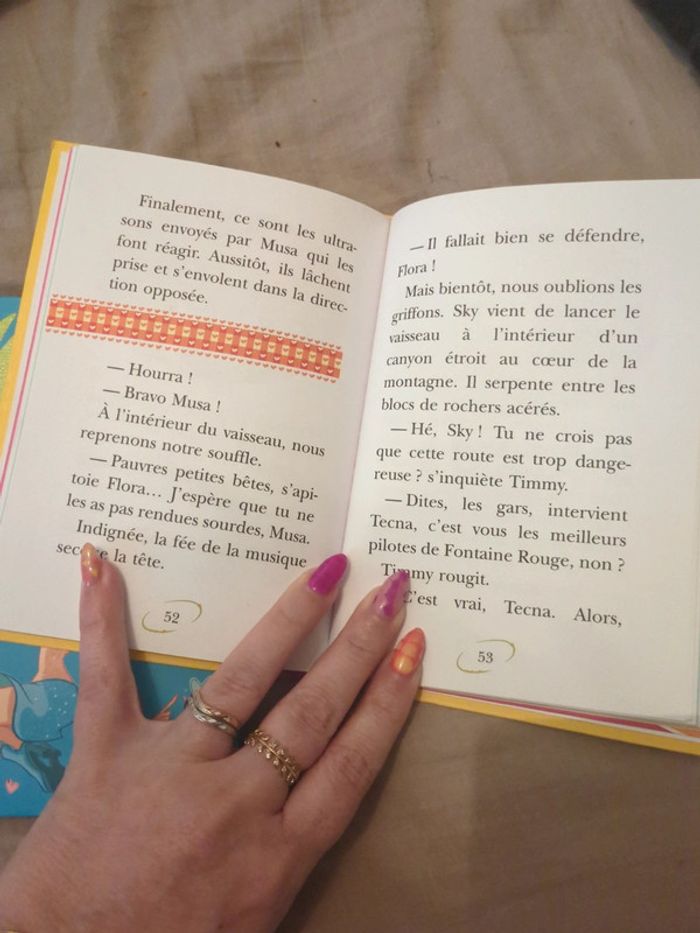 Finalement, ce sont les ultra-
sons envoyés par Musa qui les
font réagir. Aussitôt, ils lâchent
prise et s'envolent dans la direc-
tion opposée.
— Hourra !
— Bravo Musa !
À l'intérieur du vaisseau, nous
reprenons notre souffle.
— Pauvres petites bêtes, s'api-
toie Flora... J'espère que tu ne
les as pas rendues sourdes, Musa.
Indignée, la fée de la musique
secoue la tête.
52
— Il fallait bien se défendre,
Flora !
Mais bientôt, nous oublions les
griffons. Sky vient de lancer le
vaisseau à l'intérieur d'un
canyon étroit au cœur de la
montagne. Il serpente entre les
blocs de rochers acérés.
— Hé, Sky ! Tu ne crois pas
que cette route est trop dange-
reuse ? s'inquiète Timmy.
— Dites, les gars, intervient
Tecna, c'est vous les meilleurs
pilotes de Fontaine Rouge, non ?
Timmy rougit.
C'est vrai, Tecna. Alors,
53